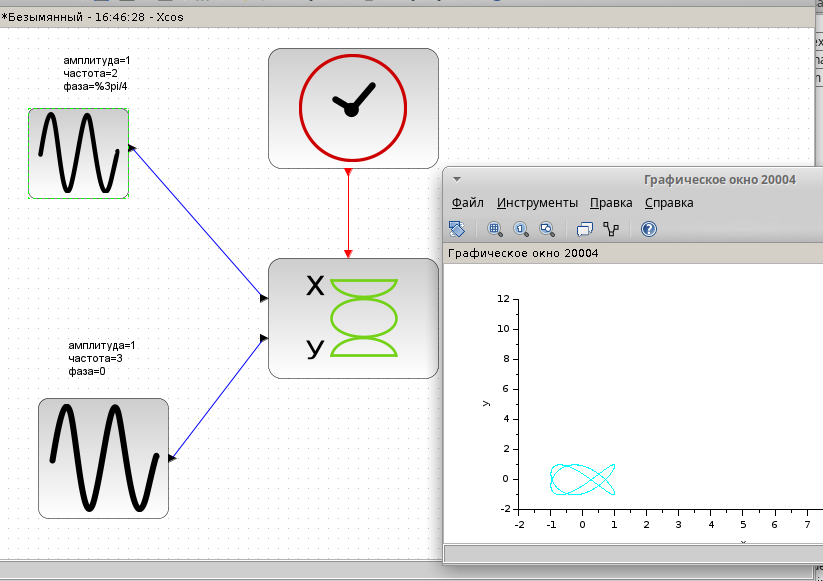 *Безымянный - 16:46:28 - Xcos
амплитуда=1
частота=2
фаза=%3pi/4
амплитуда=1
частота=3
фаза=0
X
y
Графическое окно 20004
Файл Инструменты Правка Справка
Графическое окно 20004
12
10
8
6
4
2
0
-2
y
-2 -1 0 1 2 3 4 5 6 7